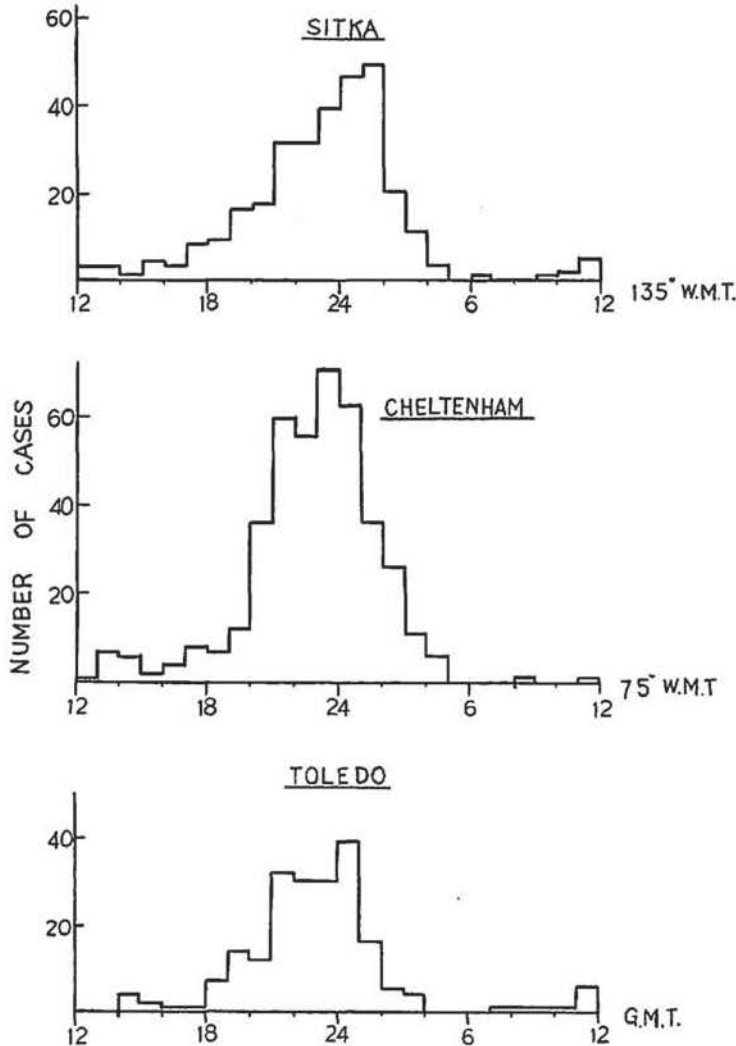 SITKA
60
40
20
12 18 24 6 12 135° W.M.T.
NUMBER OF CASES
CHELTENHAM
60
40
20
12 18 24 6 12 75° W.M.T
TOLEDO
40
20
12 18 24 6 12 G.M.T.